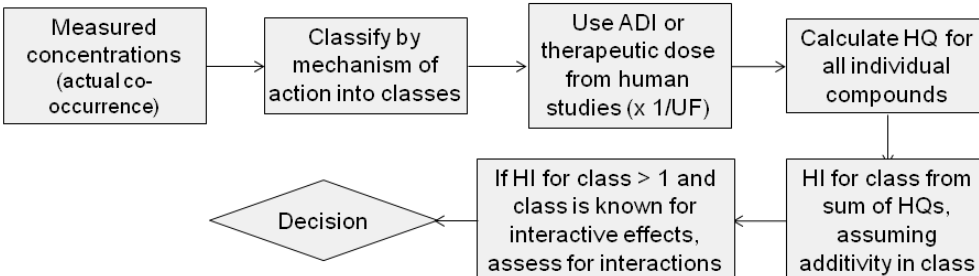 Measured
concentrations
(actual co-
occurrence)
Classify by
mechanism of
action into classes
Use ADI or
therapeutic dose
from human
studies (x 1/UF)
Calculate HQ for
all individual
compounds
HI for class from
sum of HQs,
assuming
additivity in class
If HI for class > 1 and
class is known for
interactive effects,
assess for interactions
Decision